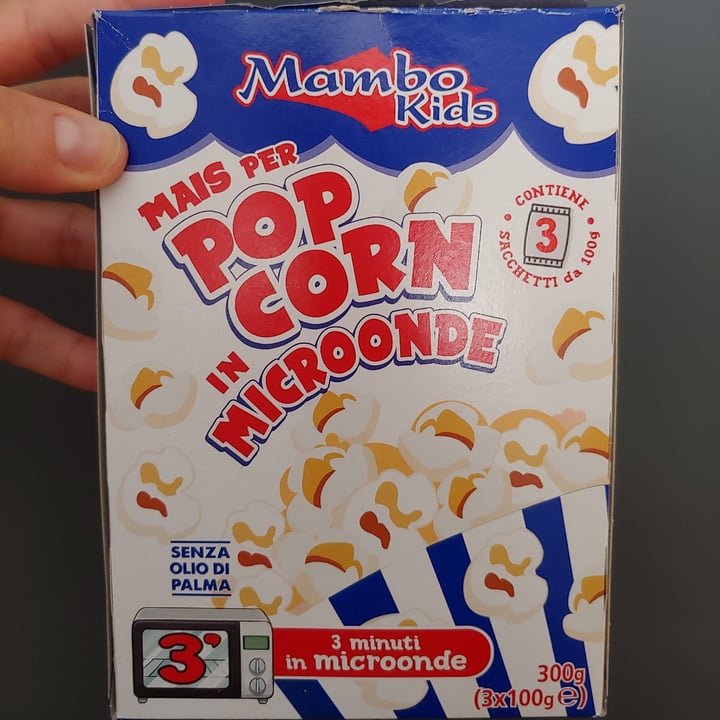 Mambo
Kids
MAIS PER
POP
CORN
IN
MICROONDE
CONTIENE
3
SACCHETTI da 100g
SENZA
OLIO DI
PALMA
3'
3 minuti
in microonde
300g
(3x100g ℮)